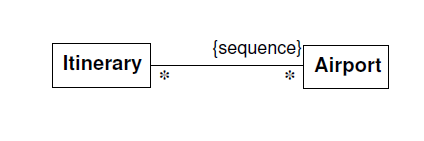 {sequence}
Itinerary
* *
Airport